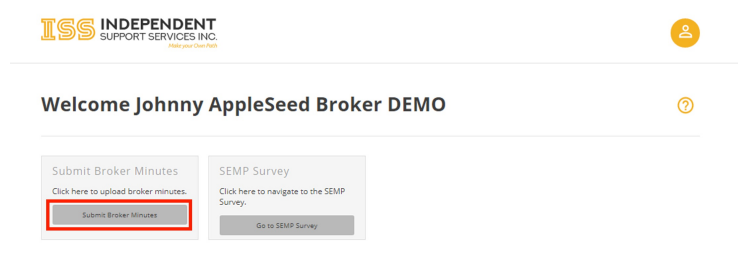 ISS INDEPENDENT
SUPPORT SERVICES INC.
Make your Own Path
Welcome Johnny AppleSeed Broker DEMO
?
Submit Broker Minutes
Click here to upload broker minutes.
Submit Broker Minutes
SEMP Survey
Click here to navigate to the SEMP
Survey.
Go to SEMP Survey